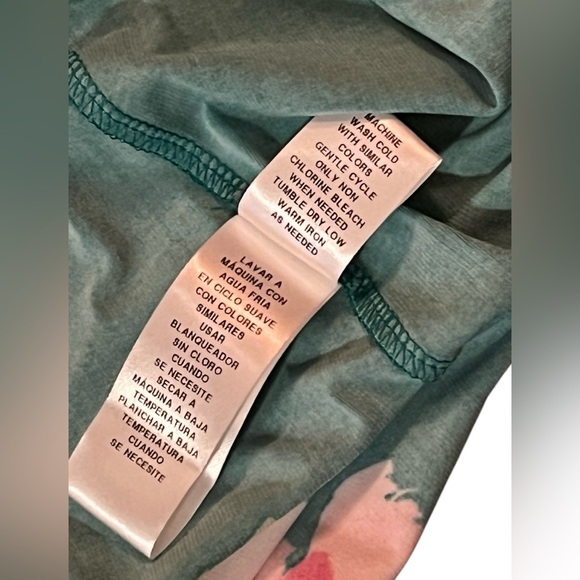 MACHINE
WASH COLD
WITH SIMILAR
COLORS
GENTLE CYCLE
ONLY NON
CHLORINE BLEACH
WHEN NEEDED
TUMBLE DRY LOW
WARM IRON
AS NEEDED
LAVAR A
MÁQUINA CON
AGUA FRIA
EN CICLO SUAVE
CON COLORES
SIMILARES
USAR
BLANQUEADOR
SIN CLORO
CUANDO
SE NECESITE
SECAR A
MÁQUINA A BAJA
TEMPERATURA
PLANCHAR A BAJA
TEMPERATURA
CUANDO
SE NECESITE